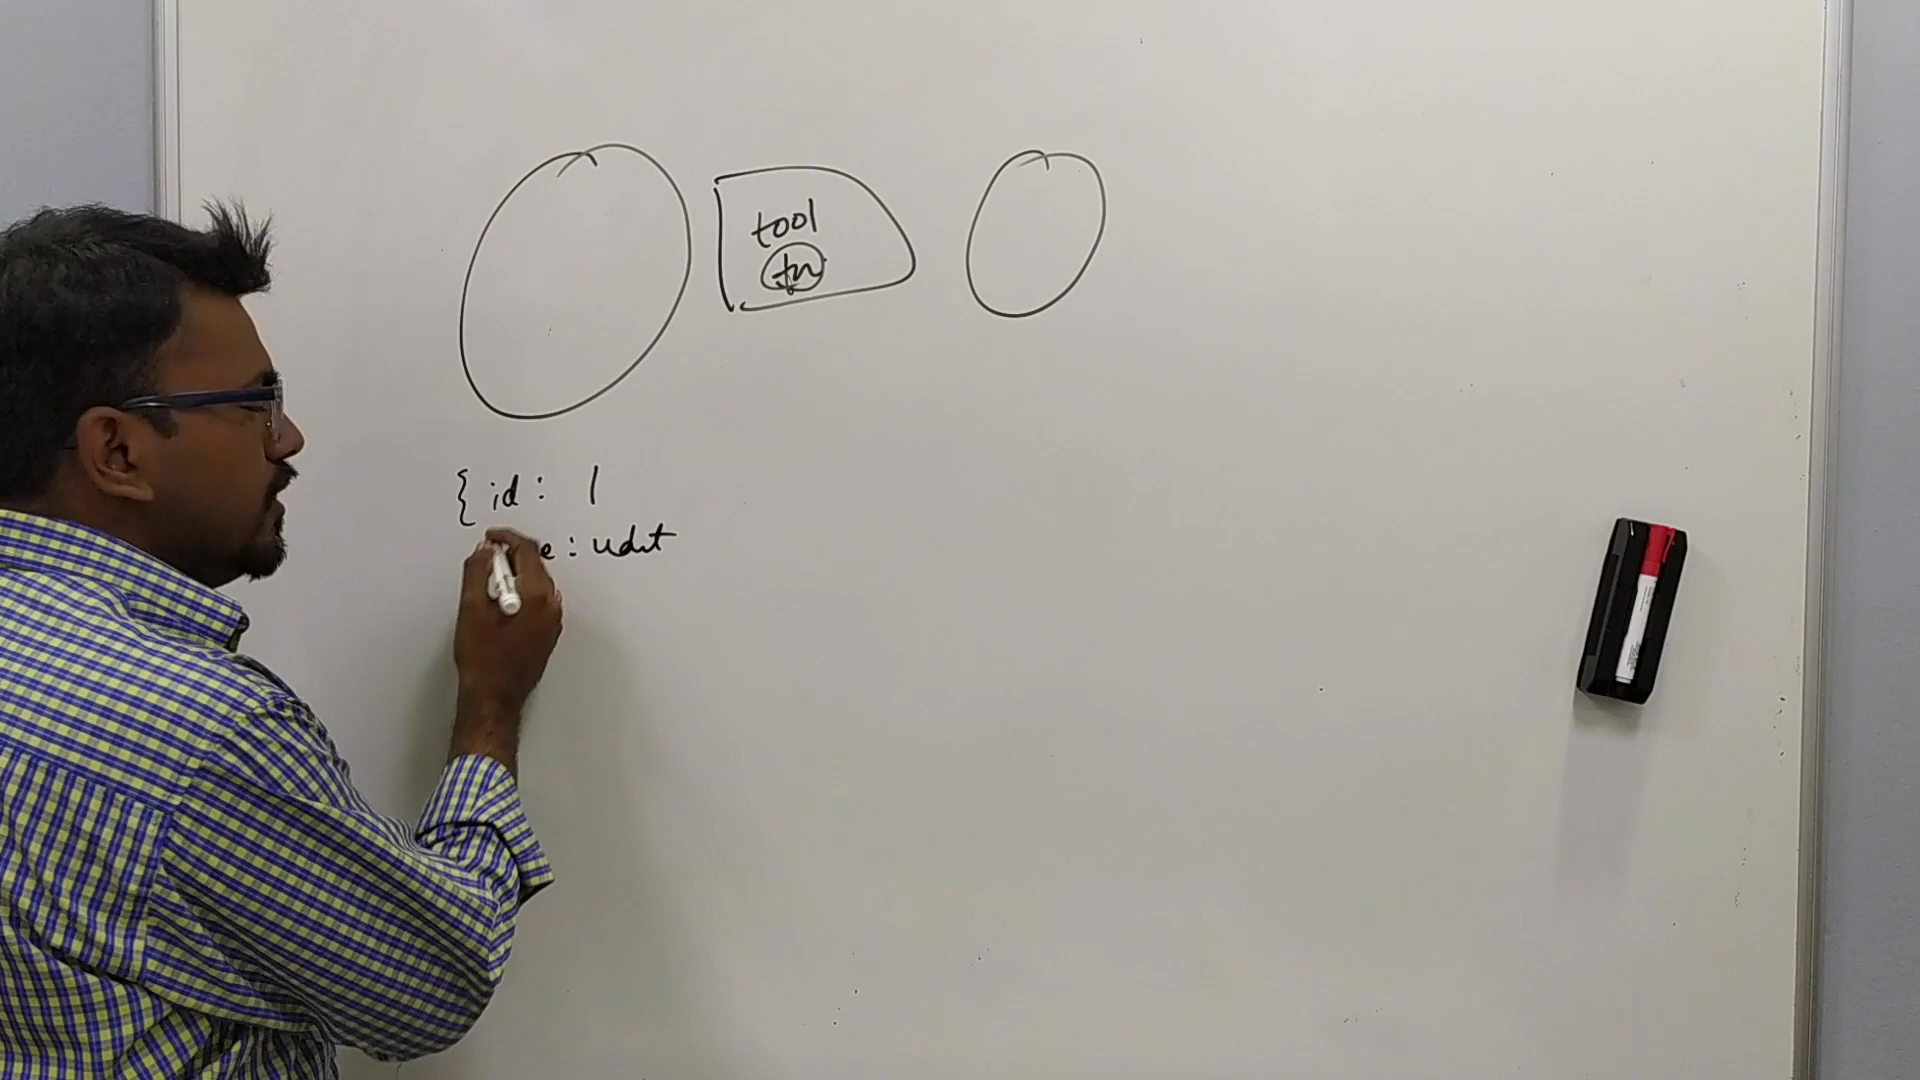 tool
fn
{ id : 1
e : udit